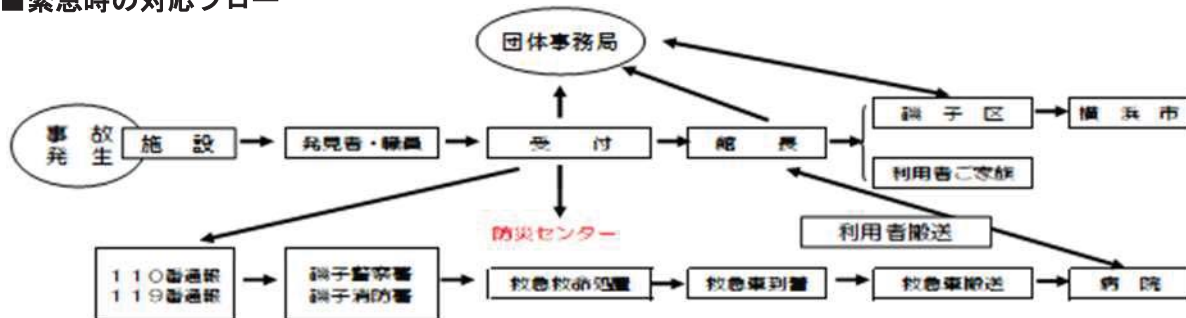 ■緊急時の対応フロー
団体事務局
事故
発生
施設
発見者・職員
受付
館長
磯子区
横浜市
利用者ご家族
防災センター
利用者搬送
110番通報
119番通報
磯子警察署
磯子消防署
救急救命処置
救急車到着
救急車搬送
病院